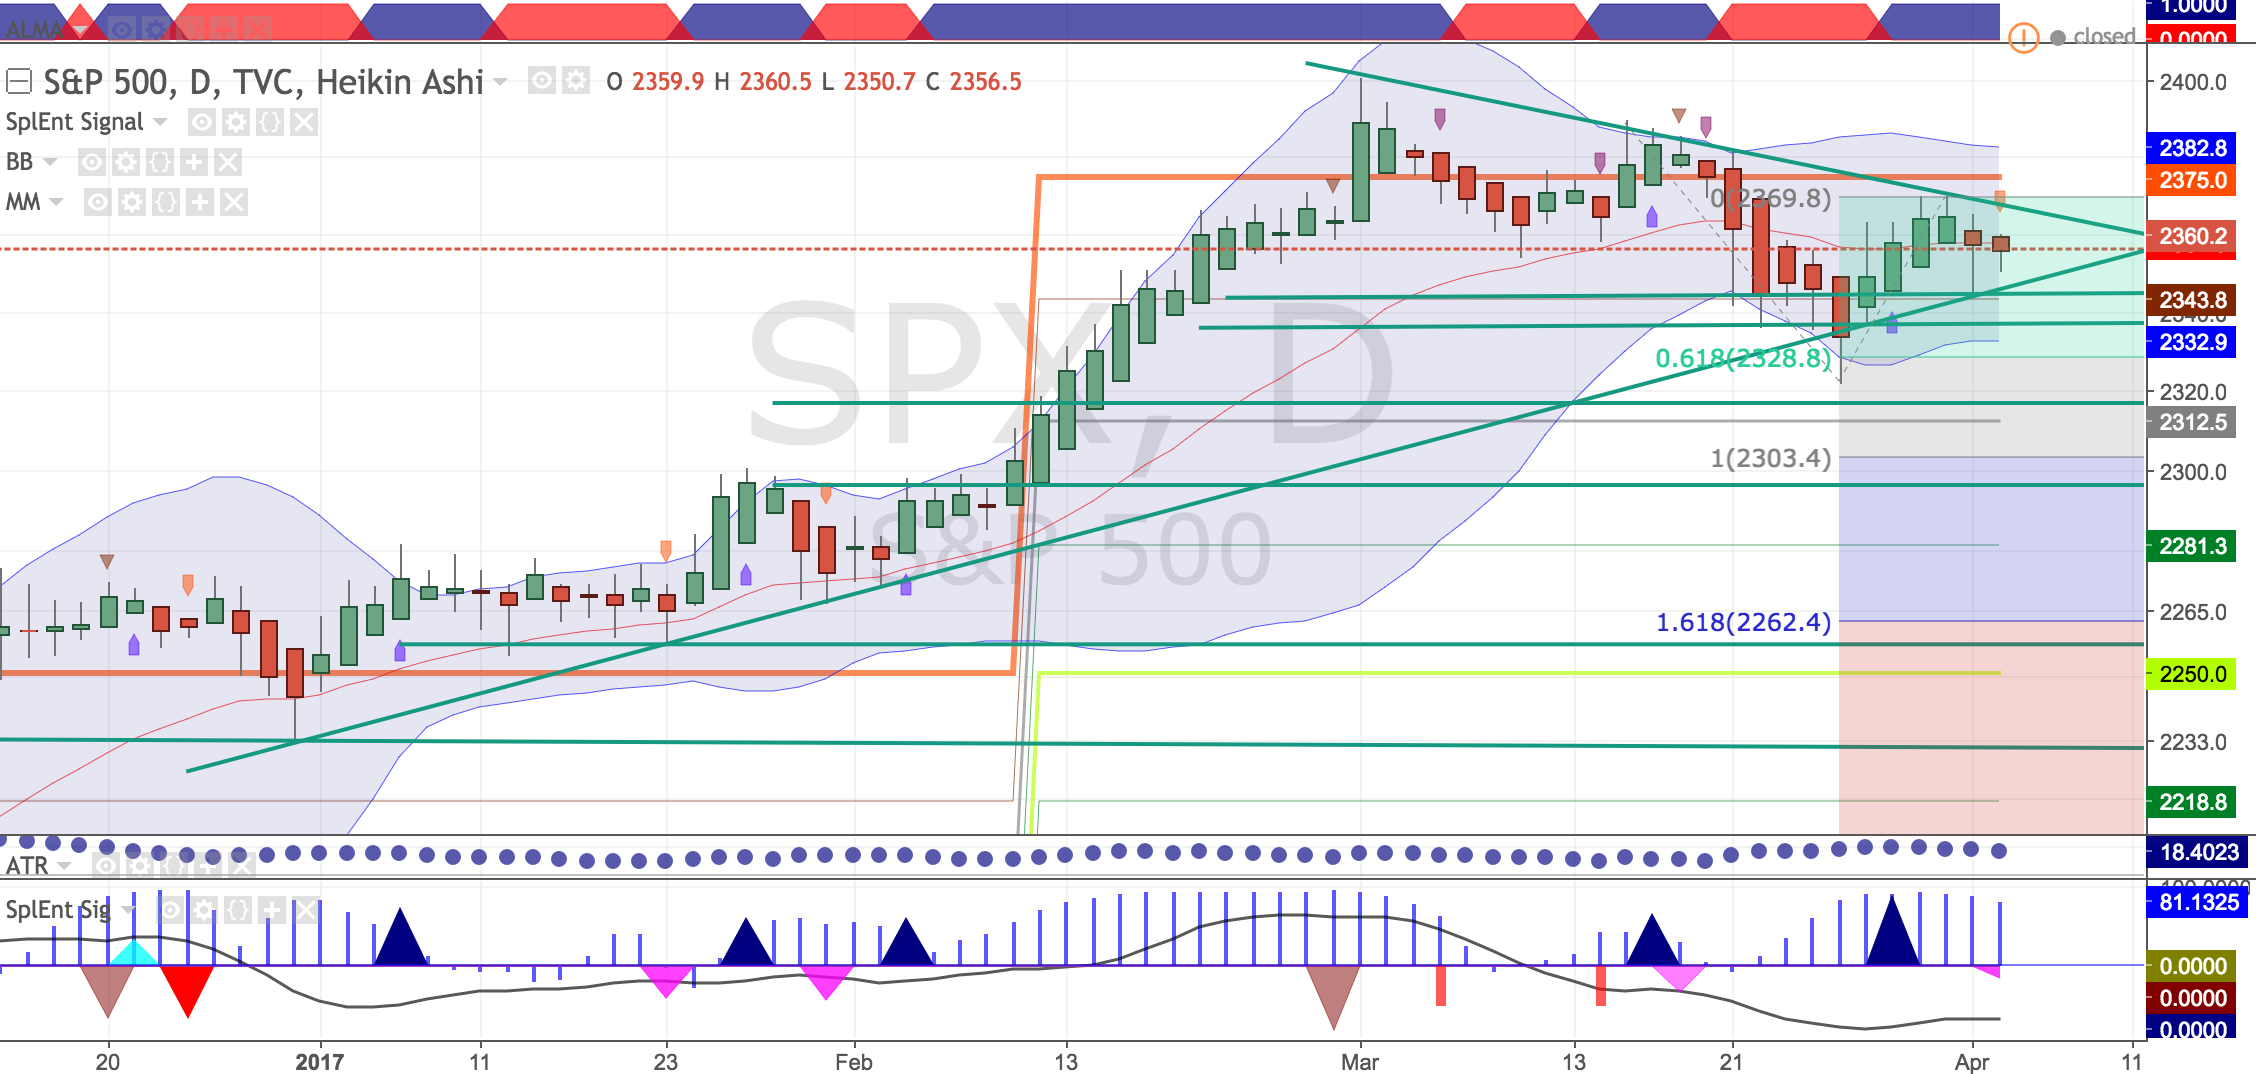 ALMA
1.0000
0.0000
closed
S&P 500, D, TVC, Heikin Ashi O 2359.9 H 2360.5 L 2350.7 C 2356.5
2400.0
SplEnt Signal
BB
2382.8
2375.0
MM
0(2369.8)
2360.2
SPX, D
2343.8
2340.0
2332.9
0.618(2328.8)
2320.0
2312.5
1(2303.4)
2300.0
S&P 500
2281.3
2265.0
1.618(2262.4)
2250.0
2233.0
2218.8
ATR
18.4023
100.0000
SplEnt Sig
81.1325
0.0000
0.0000
0.0000
20 2017 11 23 Feb 13 Mar 13 21 Apr 11